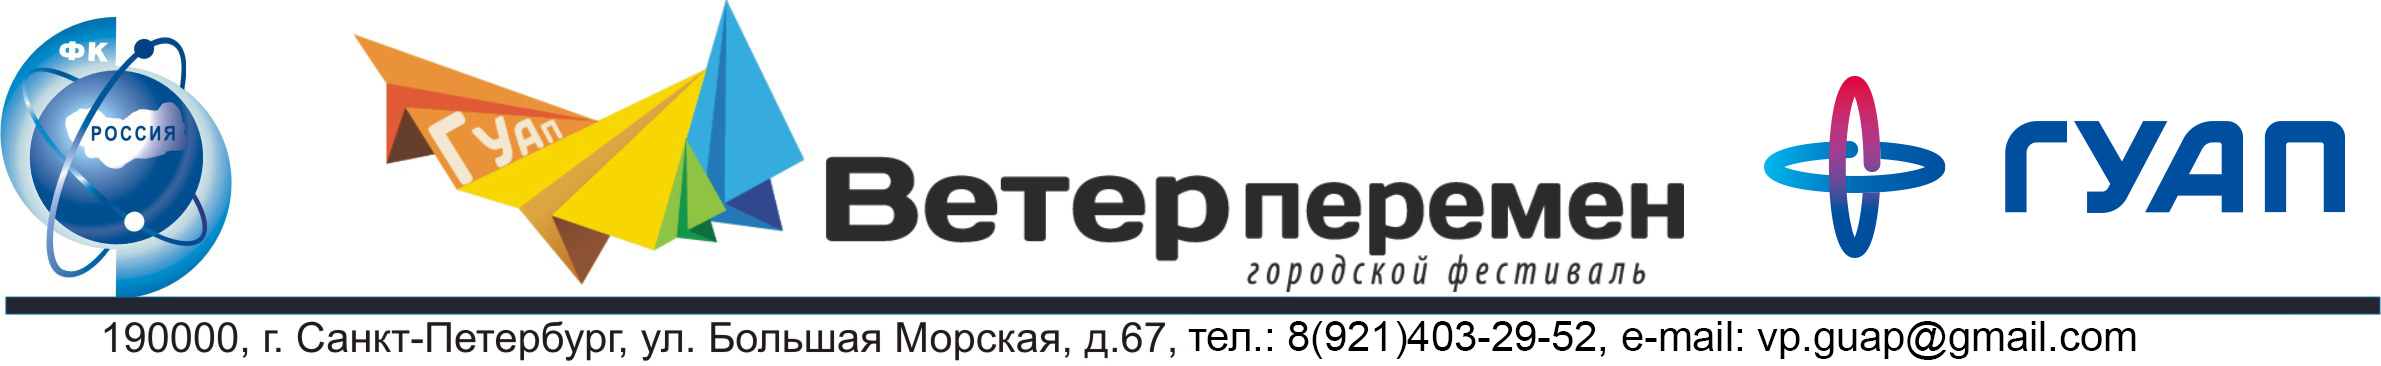 ФК
РОССИЯ
ГУАП
Ветер перемен
городской фестиваль
ГУАП
190000, г. Санкт-Петербург, ул. Большая Морская, д.67, тел.: 8(921)403-29-52, e-mail: vp.guap@gmail.com